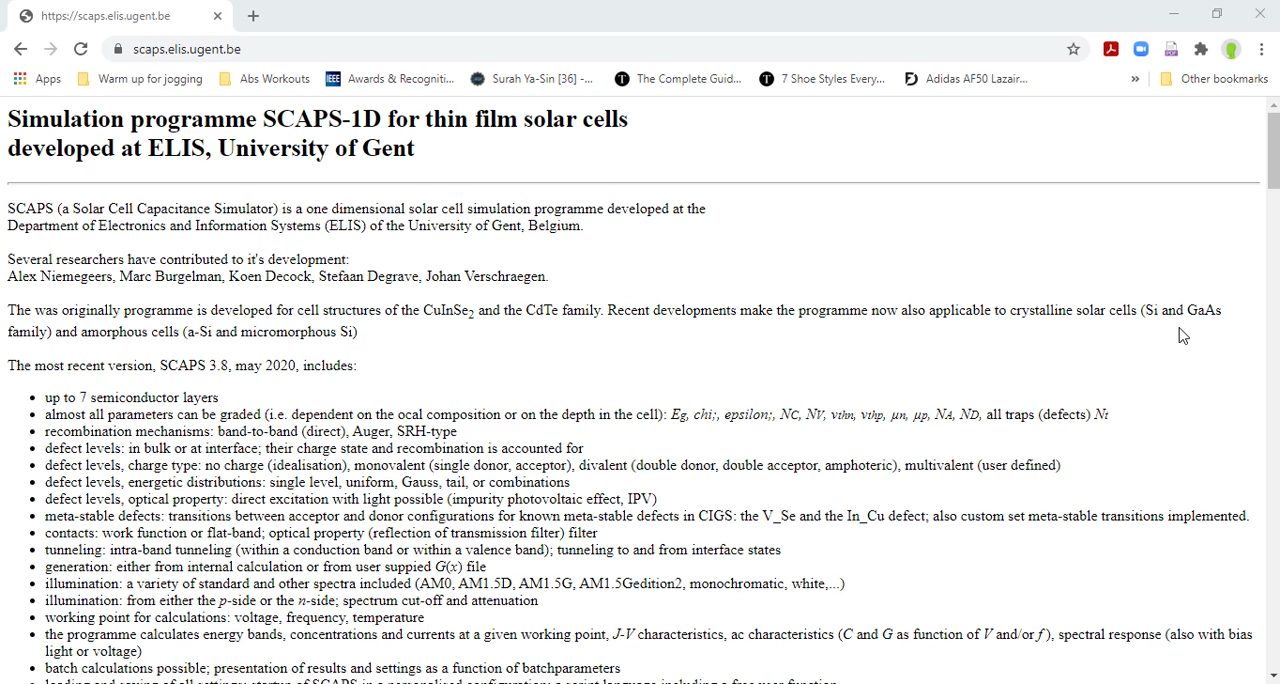 https://scaps.elis.ugent.be
scaps.elis.ugent.be
Apps Warm up for jogging Abs Workouts IEEE Awards & Recogniti... Surah Ya-Sin [36] -... T The Complete Guid... T 7 Shoe Styles Every... Adidas AF50 Lazair... » Other bookmarks
Simulation programme SCAPS-1D for thin film solar cells
developed at ELIS, University of Gent
SCAPS (a Solar Cell Capacitance Simulator) is a one dimensional solar cell simulation programme developed at the
Department of Electronics and Information Systems (ELIS) of the University of Gent, Belgium.
Several researchers have contributed to it's development:
Alex Niemegeers, Marc Burgelman, Koen Decock, Stefaan Degrave, Johan Verschraegen.
The was originally programme is developed for cell structures of the CuInSe2 and the CdTe family. Recent developments make the programme now also applicable to crystalline solar cells (Si and GaAs
family) and amorphous cells (a-Si and micromorphous Si)
The most recent version, SCAPS 3.8, may 2020, includes:
• up to 7 semiconductor layers
• almost all parameters can be graded (i.e. dependent on the ocal composition or on the depth in the cell): Eg, chi;, epsilon;, NC, NV, vthn, vthp, μn, μp, NA, ND, all traps (defects) Nt
• recombination mechanisms: band-to-band (direct), Auger, SRH-type
• defect levels: in bulk or at interface; their charge state and recombination is accounted for
• defect levels, charge type: no charge (idealisation), monovalent (single donor, acceptor), divalent (double donor, double acceptor, amphoteric), multivalent (user defined)
• defect levels, energetic distributions: single level, uniform, Gauss, tail, or combinations
• defect levels, optical property: direct excitation with light possible (impurity photovoltaic effect, IPV)
• meta-stable defects: transitions between acceptor and donor configurations for known meta-stable defects in CIGS: the V_Se and the In_Cu defect; also custom set meta-stable transitions implemented.
• contacts: work function or flat-band; optical property (reflection of transmission filter) filter
• tunneling: intra-band tunneling (within a conduction band or within a valence band); tunneling to and from interface states
• generation: either from internal calculation or from user suppied G(x) file
• illumination: a variety of standard and other spectra included (AM0, AM1.5D, AM1.5G, AM1.5Gedition2, monochromatic, white,...)
• illumination: from either the p-side or the n-side; spectrum cut-off and attenuation
• working point for calculations: voltage, frequency, temperature
• the programme calculates energy bands, concentrations and currents at a given working point, J-V characteristics, ac characteristics (C and G as function of V and/or f), spectral response (also with bias
light or voltage)
• batch calculations possible; presentation of results and settings as a function of batchparameters
• loading and saving of all settings; startup of SCAPS in a personalised configuration; a script language including a free user function